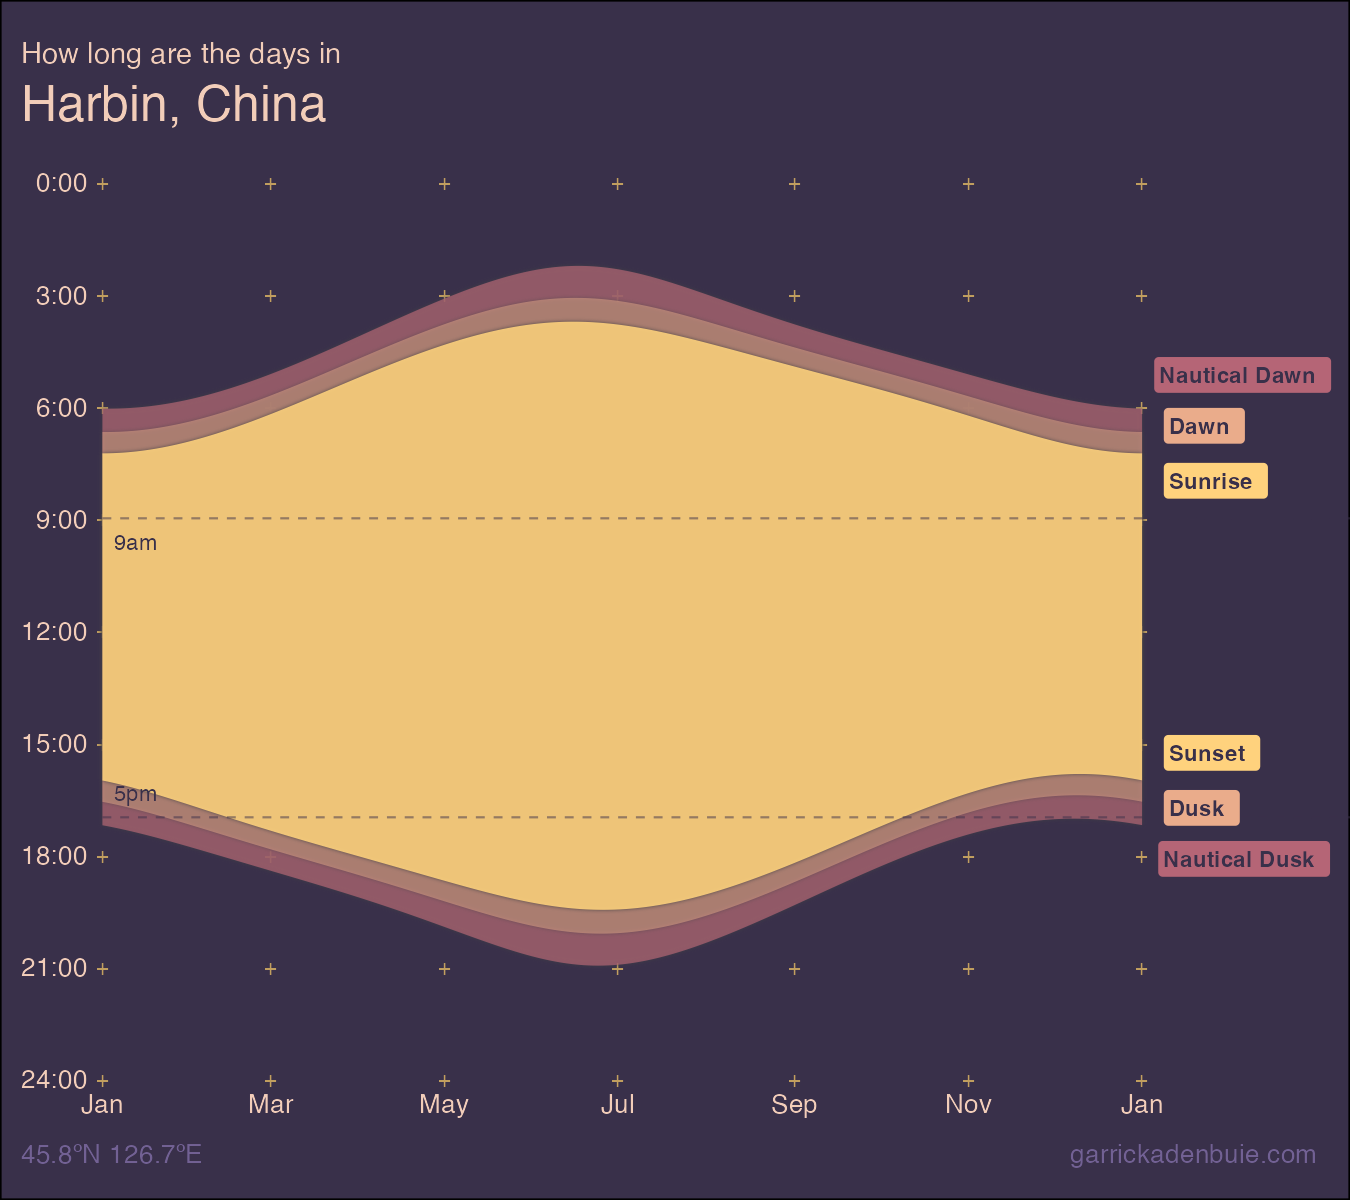 How long are the days in
Harbin, China
0:00
3:00
Nautical Dawn
6:00
Dawn
Sunrise
9:00
9am
12:00
15:00
Sunset
5pm
Dusk
18:00
Nautical Dusk
21:00
24:00
Jan Mar May Jul Sep Nov Jan
45.8ºN 126.7ºE garrickadenbuie.com